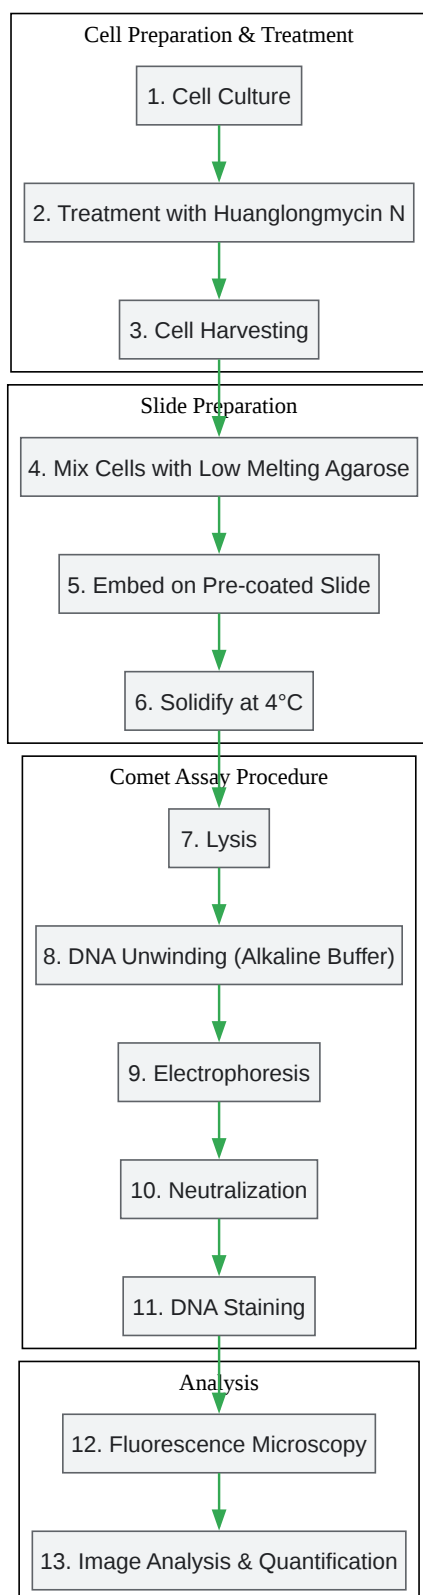 Cell Preparation & Treatment
1. Cell Culture
2. Treatment with Huanglongmycin N
3. Cell Harvesting
Slide Preparation
4. Mix Cells with Low Melting Agarose
5. Embed on Pre-coated Slide
6. Solidify at 4°C
Comet Assay Procedure
7. Lysis
8. DNA Unwinding (Alkaline Buffer)
9. Electrophoresis
10. Neutralization
11. DNA Staining
Analysis
12. Fluorescence Microscopy
13. Image Analysis & Quantification